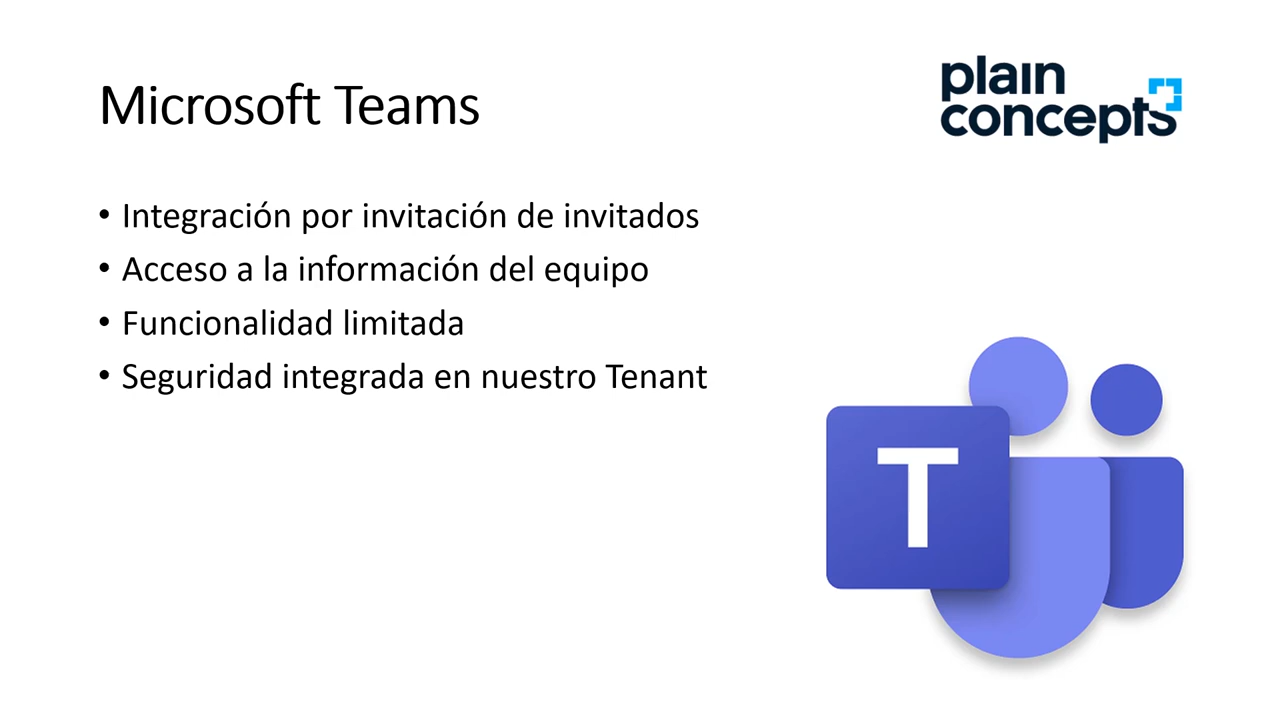 Microsoft Teams
plain
concepts
• Integración por invitación de invitados
• Acceso a la información del equipo
• Funcionalidad limitada
• Seguridad integrada en nuestro Tenant
T